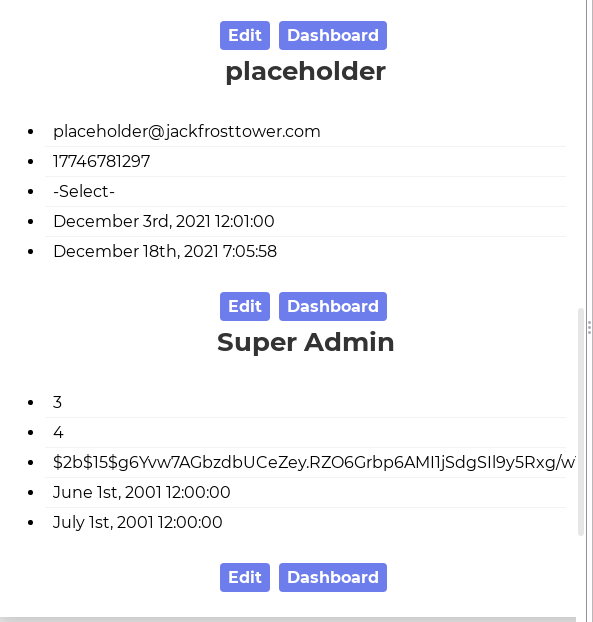 Edit Dashboard
placeholder
placeholder@jackfrosttower.com
17746781297
-Select-
December 3rd, 2021 12:01:00
December 18th, 2021 7:05:58
Edit Dashboard
Super Admin
3
4
$2b$15$g6Yvw7AGbzdbUCeZey.RZO6Grbp6AMI1jSdgSIl9y5Rxg/w
June 1st, 2001 12:00:00
July 1st, 2001 12:00:00
Edit Dashboard